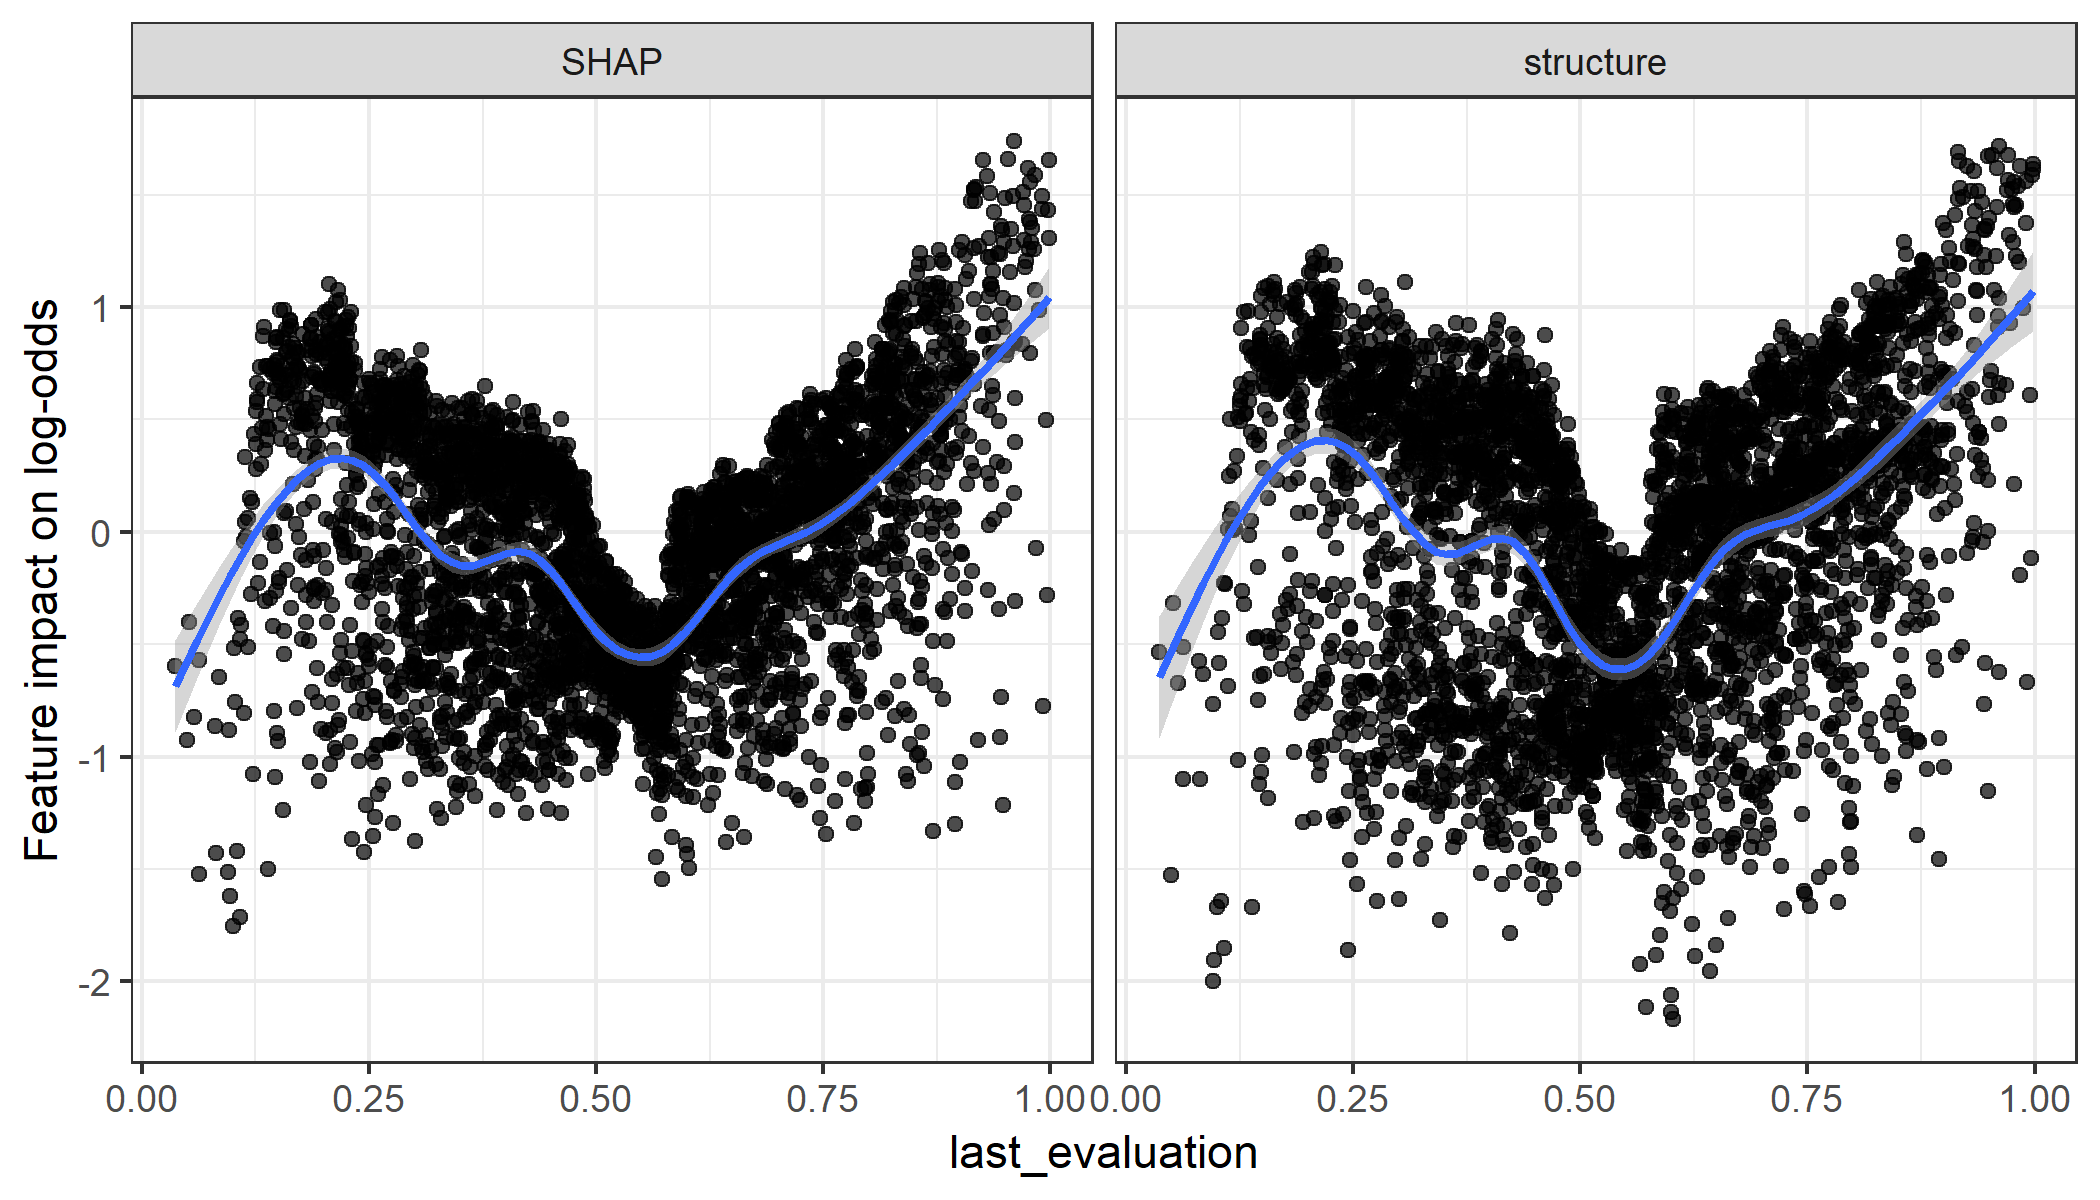 SHAP
structure
Feature impact on log-odds
1
0
-1
-2
0.00 0.25 0.50 0.75 1.00
0.00 0.25 0.50 0.75 1.00
last_evaluation